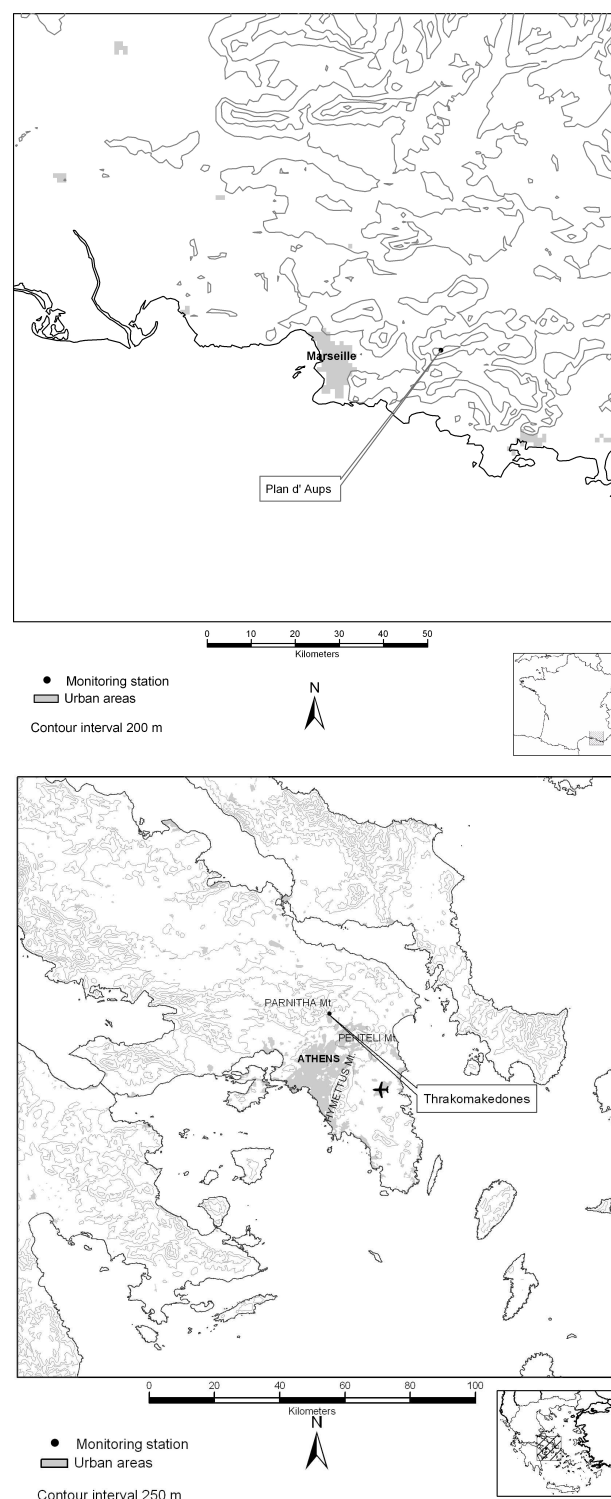 Marseille
Plan d' Aups
0 10 20 30 40 50
Kilometers
Monitoring station
Urban areas
N
Contour interval 200 m
PARNITHA Mt.
PENTELI Mt.
ATHENS
HYMETTUS Mt.
Thrakomakedones
0 20 40 60 80 100
Kilometers
N
Monitoring station
Urban areas
Contour interval 250 m